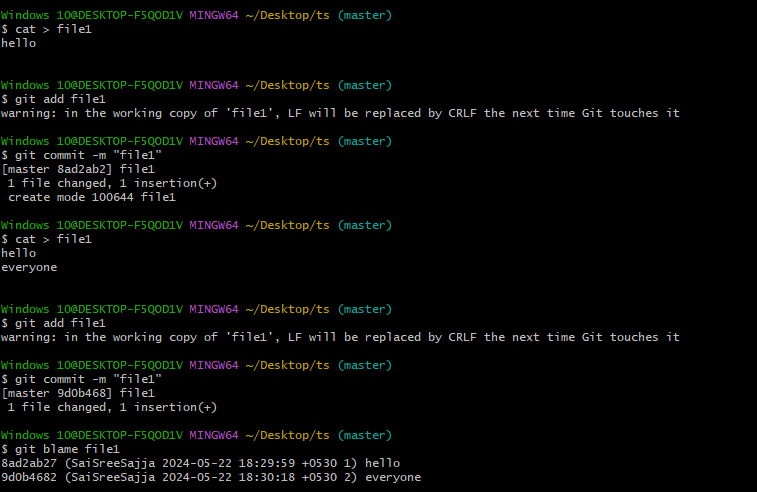 Windows 10@DESKTOP-F5QOD1V MINGW64 ~/Desktop/ts (master)
$ cat > file1
hello
Windows 10@DESKTOP-F5QOD1V MINGW64 ~/Desktop/ts (master)
$ git add file1
warning: in the working copy of 'file1', LF will be replaced by CRLF the next time Git touches it
Windows 10@DESKTOP-F5QOD1V MINGW64 ~/Desktop/ts (master)
$ git commit -m "file1"
[master 8ad2ab2] file1
 1 file changed, 1 insertion(+)
 create mode 100644 file1
Windows 10@DESKTOP-F5QOD1V MINGW64 ~/Desktop/ts (master)
$ cat > file1
hello
everyone
Windows 10@DESKTOP-F5QOD1V MINGW64 ~/Desktop/ts (master)
$ git add file1
warning: in the working copy of 'file1', LF will be replaced by CRLF the next time Git touches it
Windows 10@DESKTOP-F5QOD1V MINGW64 ~/Desktop/ts (master)
$ git commit -m "file1"
[master 9d0b468] file1
 1 file changed, 1 insertion(+)
Windows 10@DESKTOP-F5QOD1V MINGW64 ~/Desktop/ts (master)
$ git blame file1
8ad2ab27 (SaiSreeSajja 2024-05-22 18:29:59 +0530 1) hello
9d0b4682 (SaiSreeSajja 2024-05-22 18:30:18 +0530 2) everyone